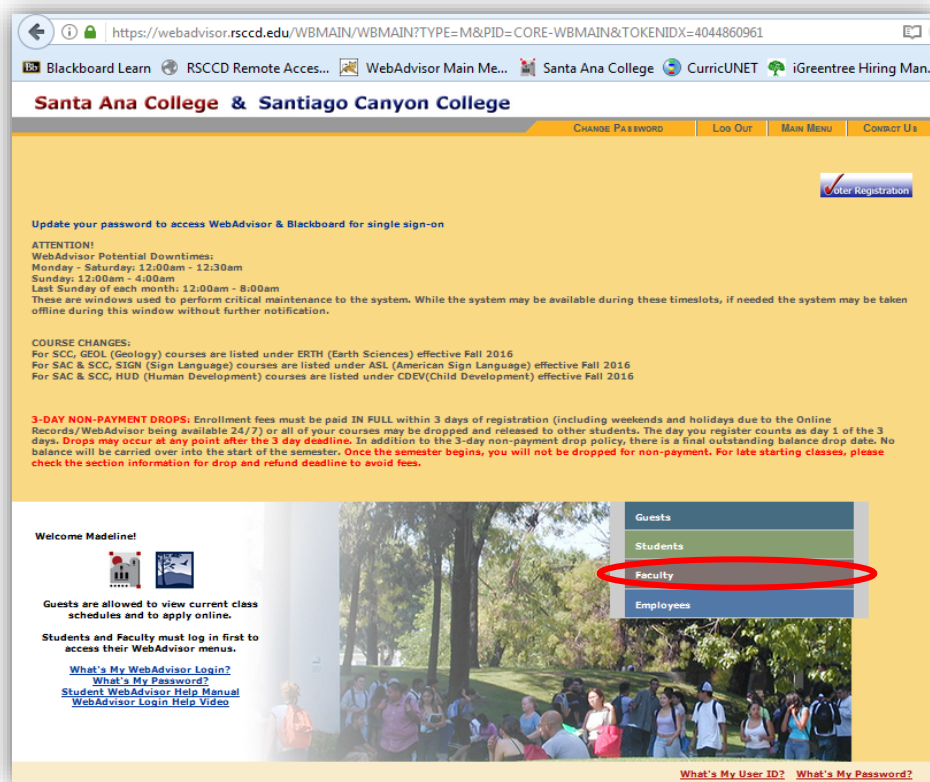 https://webadvisor.rsccd.edu/WBMAIN/WBMAIN?TYPE=M&PID=CORE-WBMAIN&TOKENIDX=4044860961
Bb Blackboard Learn RSCCD Remote Acces... WebAdvisor Main Me... Santa Ana College CurricUNET iGreentree Hiring Man.
Santa Ana College & Santiago Canyon College
CHANGE PASSWORD LOG OUT MAIN MENU CONTACT US
Voter Registration
Update your password to access WebAdvisor & Blackboard for single sign-on
ATTENTION!
WebAdvisor Potential Downtimes:
Monday - Saturday: 12:00am - 12:30am
Sunday: 12:00am - 4:00am
Last Sunday of each month: 12:00am - 8:00am
These are windows used to perform critical maintenance to the system. While the system may be available during these timeslots, if needed the system may be taken
offline during this window without further notification.
COURSE CHANGES:
For SCC, GEOL (Geology) courses are listed under ERTH (Earth Sciences) effective Fall 2016
For SAC & SCC, SIGN (Sign Language) courses are listed under ASL (American Sign Language) effective Fall 2016
For SAC & SCC, HUD (Human Development) courses are listed under CDEV(Child Development) effective Fall 2016
3-DAY NON-PAYMENT DROPS: Enrollment fees must be paid IN FULL within 3 days of registration (including weekends and holidays due to the Online
Records/WebAdvisor being available 24/7) or all of your courses may be dropped and released to other students. The day you register counts as day 1 of the 3
days. Drops may occur at any point after the 3 day deadline. In addition to the 3-day non-payment drop policy, there is a final outstanding balance drop date. No
balance will be carried over into the start of the semester. Once the semester begins, you will not be dropped for non-payment. For late starting classes, please
check the section information for drop and refund deadline to avoid fees.
Welcome Madeline!
Guests are allowed to view current class
schedules and to apply online.
Students and Faculty must log in first to
access their WebAdvisor menus.
What's My WebAdvisor Login?
What's My Password?
Student WebAdvisor Help Manual
WebAdvisor Login Help Video
Guests
Students
Faculty
Employees
What's My User ID? What's My Password?